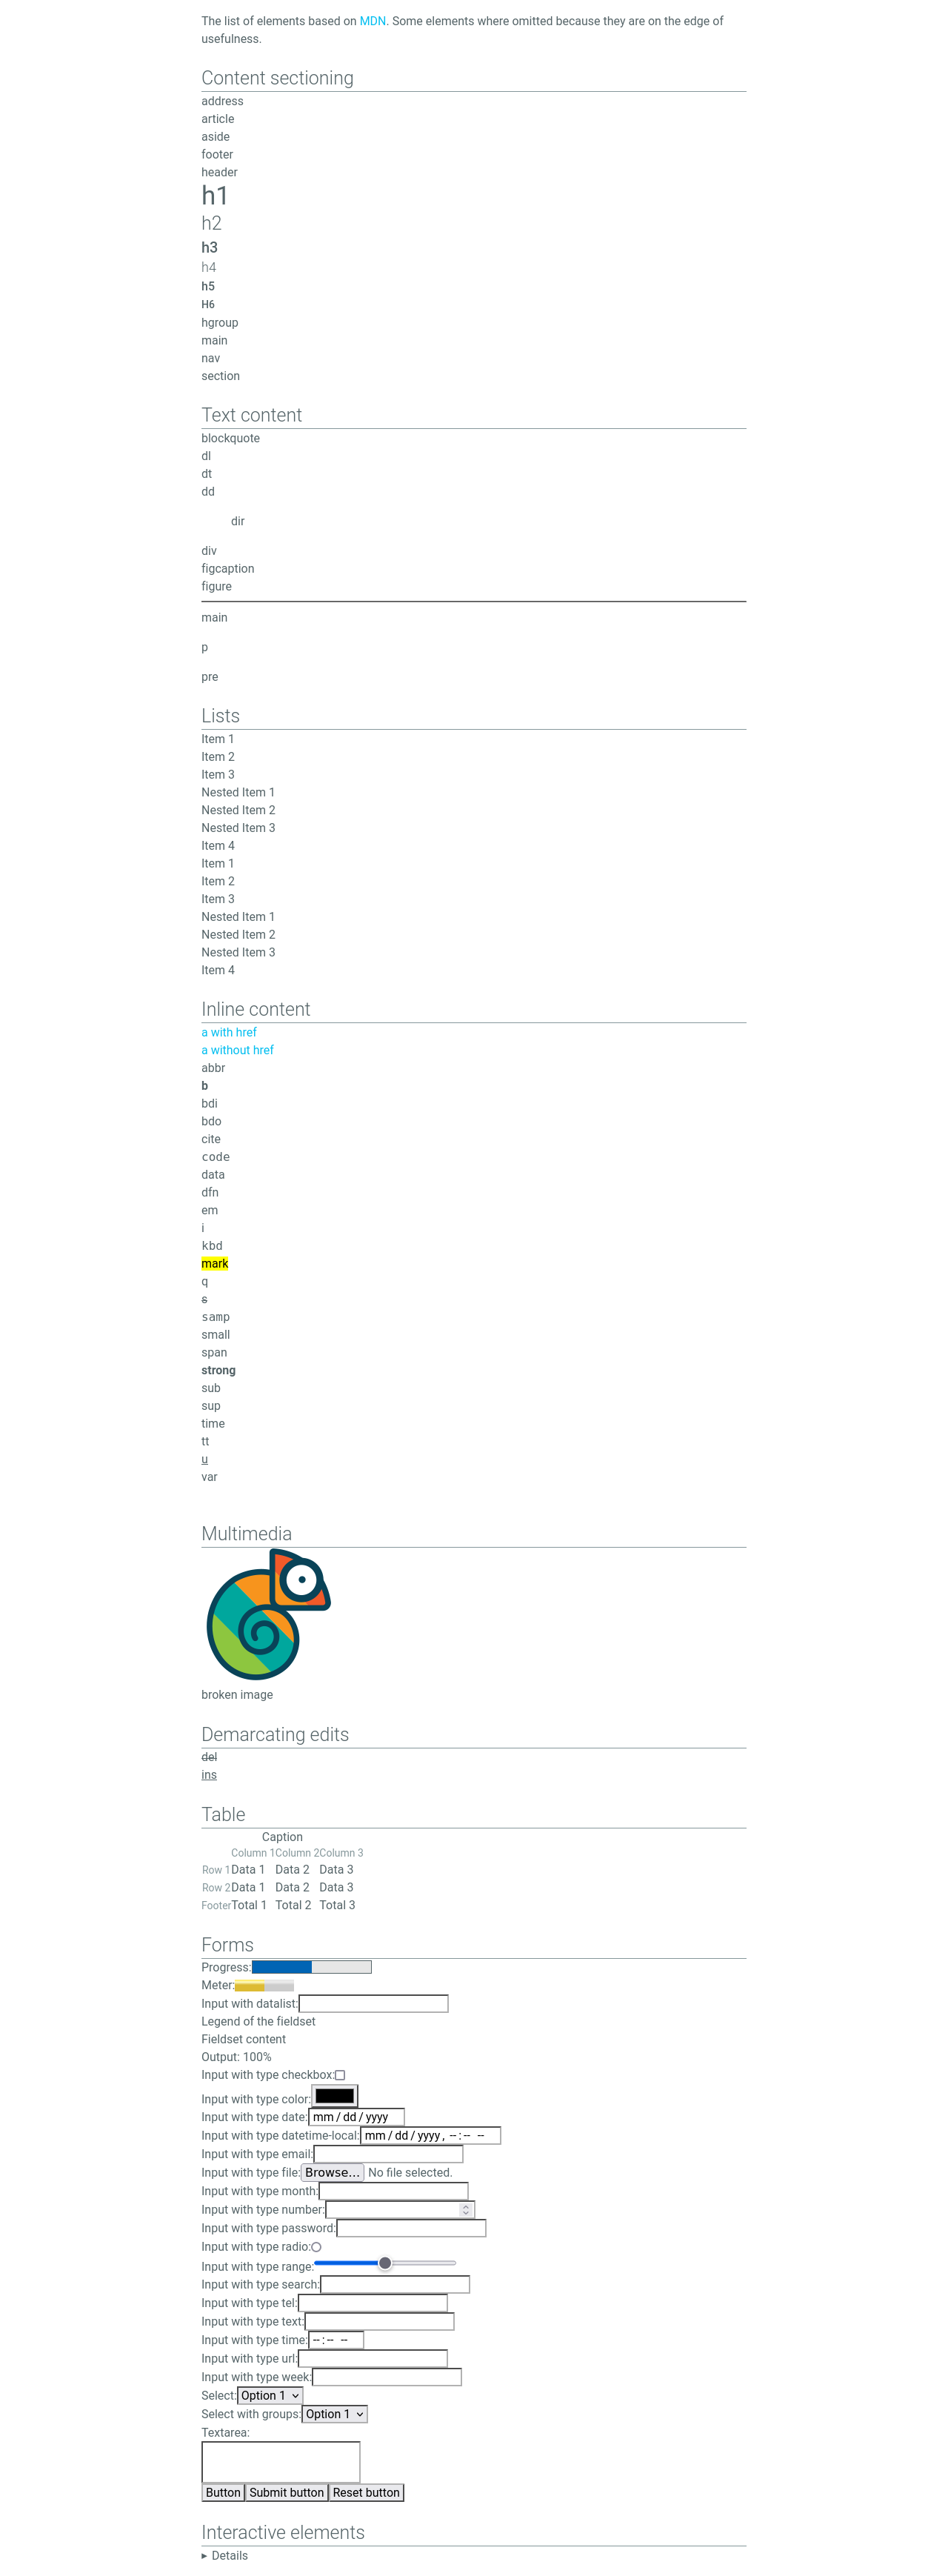 The list of elements based on MDN. Some elements where omitted because they are on the edge of
usefulness.
Content sectioning
address
article
aside
footer
header
h1
h2
h3
h4
h5
H6
hgroup
main
nav
section
Text content
blockquote
dl
dt
dd
dir
div
figcaption
figure
main
p
pre
Lists
Item 1
Item 2
Item 3
Nested Item 1
Nested Item 2
Nested Item 3
Item 4
Item 1
Item 2
Item 3
Nested Item 1
Nested Item 2
Nested Item 3
Item 4
Inline content
a with href
a without href
abbr
b
bdi
bdo
cite
code
data
dfn
em
i
kbd
mark
q
s
samp
small
span
strong
sub
sup
time
tt
u
var
Multimedia
broken image
Demarcating edits
del
ins
Table
Caption
Column 1 Column 2 Column 3
Row 1 Data 1 Data 2 Data 3
Row 2 Data 1 Data 2 Data 3
Footer Total 1 Total 2 Total 3
Forms
Progress:
Meter:
Input with datalist:
Legend of the fieldset
Fieldset content
Output: 100%
Input with type checkbox:
Input with type color:
Input with type date: mm / dd / yyyy
Input with type datetime-local: mm / dd / yyyy , -- : -- --
Input with type email:
Input with type file: Browse... No file selected.
Input with type month:
Input with type number:
Input with type password:
Input with type radio:
Input with type range:
Input with type search:
Input with type tel:
Input with type text:
Input with type time: -- : -- --
Input with type url:
Input with type week:
Select: Option 1
Select with groups: Option 1
Textarea:
Button Submit button Reset button
Interactive elements
Details